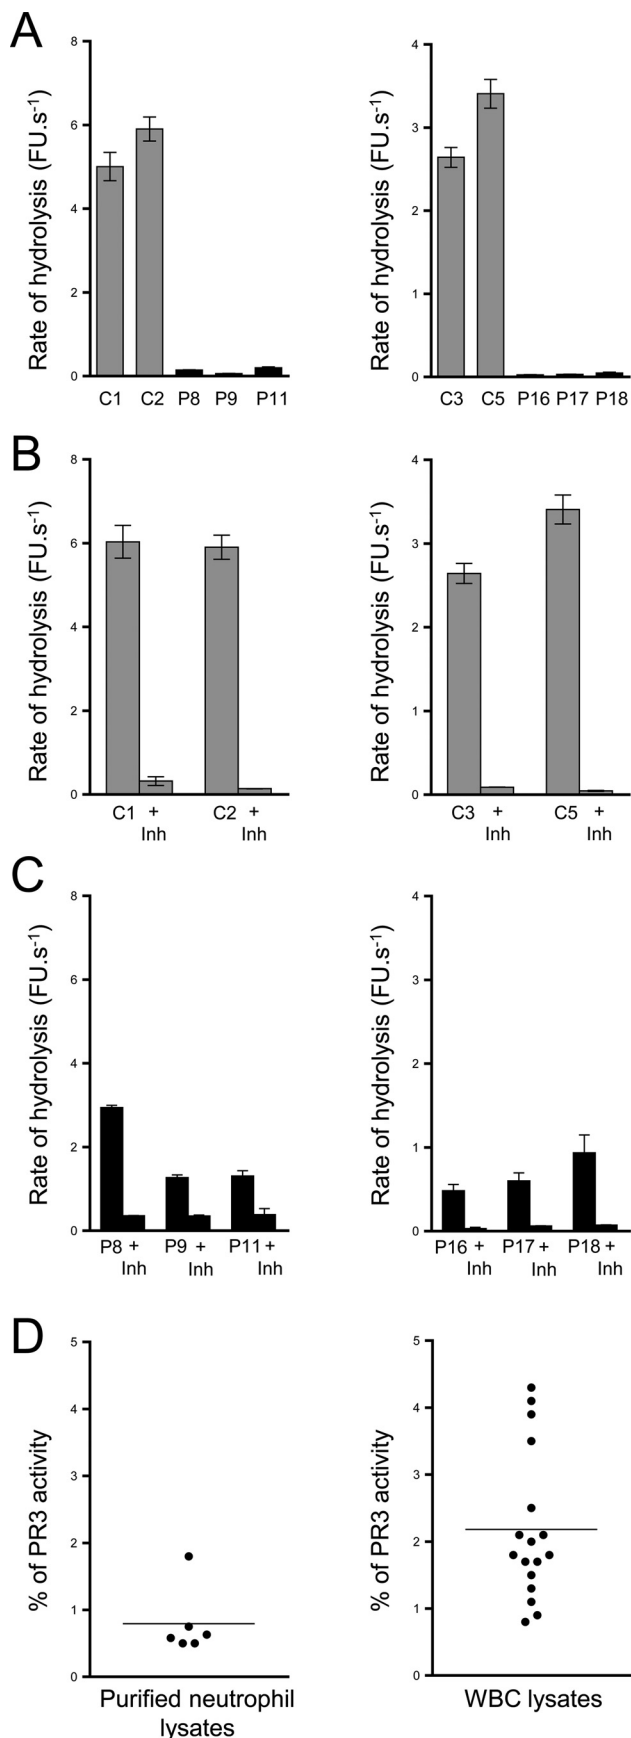 A
Rate of hydrolysis (FU.s⁻¹)
8
6
4
2
0
C1 C2 P8 P9 P11
Rate of hydrolysis (FU.s⁻¹)
4
3
2
1
0
C3 C5 P16 P17 P18
B
Rate of hydrolysis (FU.s⁻¹)
8
6
4
2
0
C1 + C2 +
Inh Inh
Rate of hydrolysis (FU.s⁻¹)
4
3
2
1
0
C3 + C5 +
Inh Inh
C
Rate of hydrolysis (FU.s⁻¹)
8
6
4
2
0
P8 + P9 + P11 +
Inh Inh Inh
Rate of hydrolysis (FU.s⁻¹)
4
3
2
1
0
P16 + P17 + P18 +
Inh Inh Inh
D
% of PR3 activity
5
4
3
2
1
0
Purified neutrophil
lysates
% of PR3 activity
5
4
3
2
1
0
WBC lysates